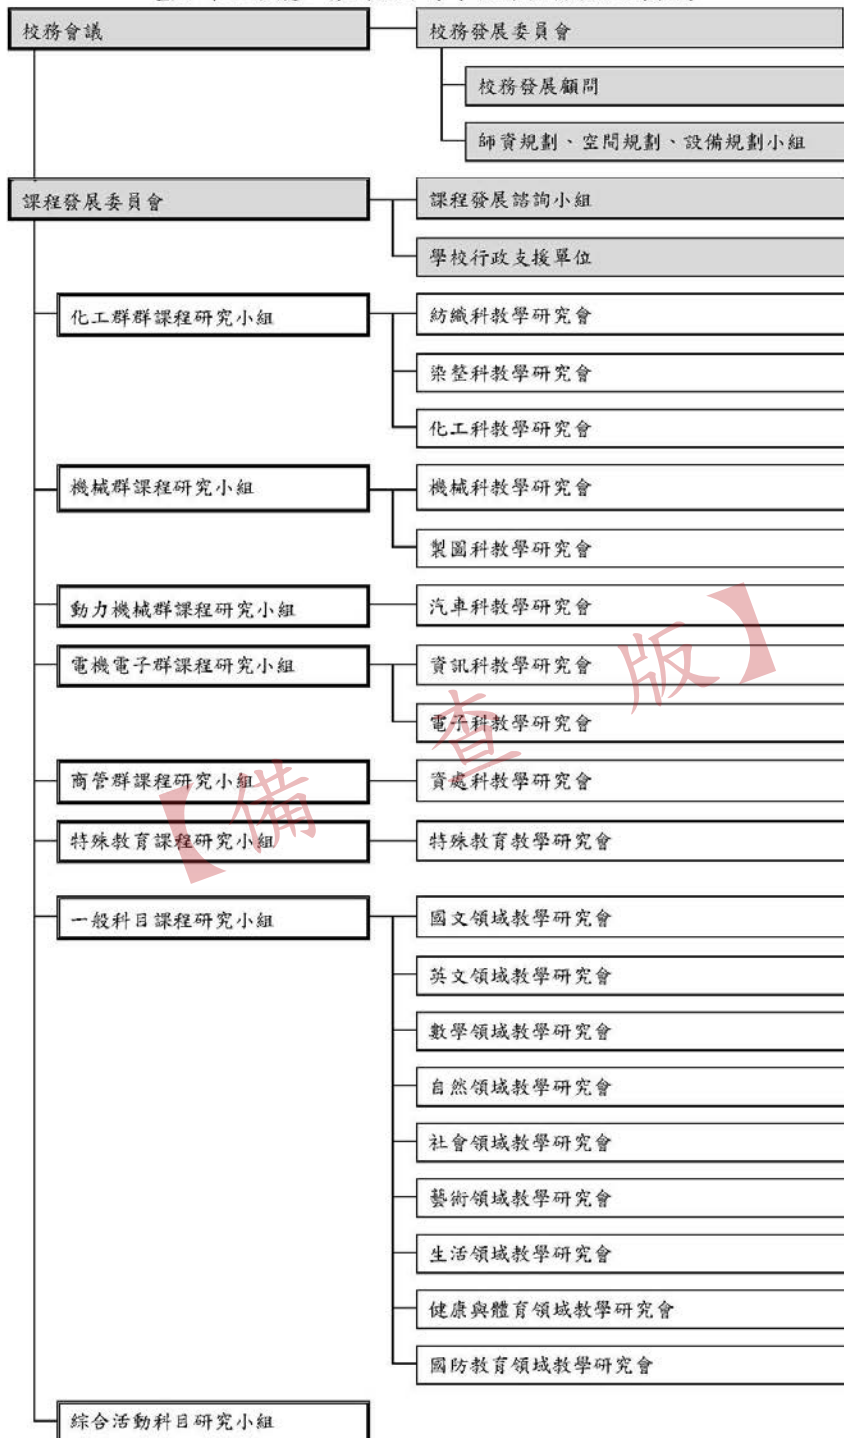 校務會議
校務發展委員會
校務發展顧問
師資規劃、空間規劃、設備規劃小組
課程發展委員會
課程發展諮詢小組
學校行政支援單位
化工群群課程研究小組
紡織科教學研究會
染整科教學研究會
化工科教學研究會
機械群課程研究小組
機械科教學研究會
製圖科教學研究會
動力機械群課程研究小組
汽車科教學研究會
電機電子群課程研究小組
資訊科教學研究會
電子科教學研究會
商管群課程研究小組
資處科教學研究會
特殊教育課程研究小組
特殊教育教學研究會
一般科目課程研究小組
國文領域教學研究會
英文領域教學研究會
數學領域教學研究會
自然領域教學研究會
社會領域教學研究會
藝術領域教學研究會
生活領域教學研究會
健康與體育領域教學研究會
國防教育領域教學研究會
綜合活動科目研究小組
【備查版】